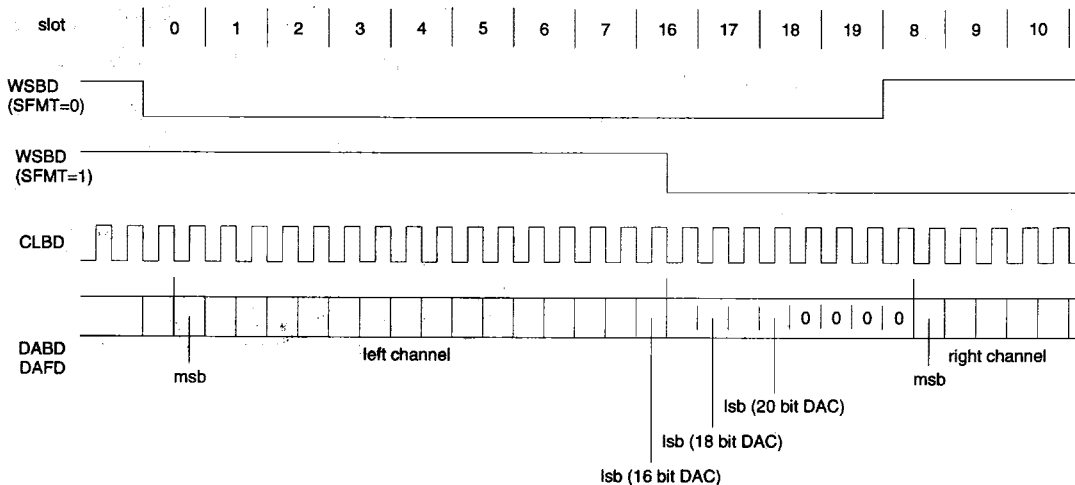 slot 0 1 2 3 4 5 6 7 16 17 18 19 8 9 10
WSBD
(SFMT=0)
WSBD
(SFMT=1)
CLBD
0 0 0 0
DABD
DAFD
left channel
right channel
msb
msb
lsb (20 bit DAC)
lsb (18 bit DAC)
lsb (16 bit DAC)